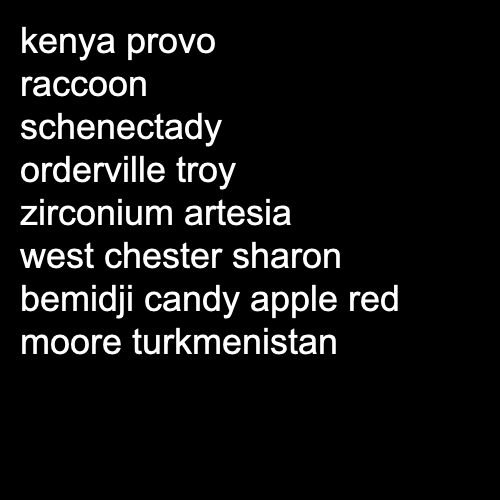 kenya provo
raccoon
schenectady
orderville troy
zirconium artesia
west chester sharon
bemidji candy apple red
moore turkmenistan